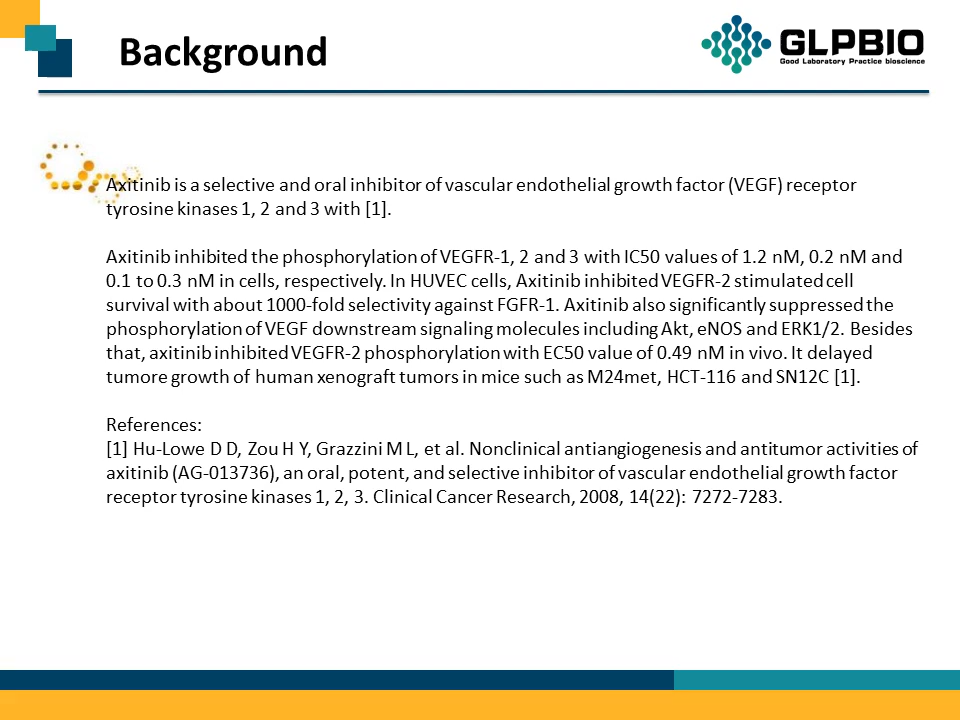 Background
GLPBIO
Good Laboratory Practice bioscience
Axitinib is a selective and oral inhibitor of vascular endothelial growth factor (VEGF) receptor
tyrosine kinases 1, 2 and 3 with [1].
Axitinib inhibited the phosphorylation of VEGFR-1, 2 and 3 with IC50 values of 1.2 nM, 0.2 nM and
0.1 to 0.3 nM in cells, respectively. In HUVEC cells, Axitinib inhibited VEGFR-2 stimulated cell
survival with about 1000-fold selectivity against FGFR-1. Axitinib also significantly suppressed the
phosphorylation of VEGF downstream signaling molecules including Akt, eNOS and ERK1/2. Besides
that, axitinib inhibited VEGFR-2 phosphorylation with EC50 value of 0.49 nM in vivo. It delayed
tumore growth of human xenograft tumors in mice such as M24met, HCT-116 and SN12C [1].
References:
[1] Hu-Lowe D D, Zou H Y, Grazzini M L, et al. Nonclinical antiangiogenesis and antitumor activities of
axitinib (AG-013736), an oral, potent, and selective inhibitor of vascular endothelial growth factor
receptor tyrosine kinases 1, 2, 3. Clinical Cancer Research, 2008, 14(22): 7272-7283.